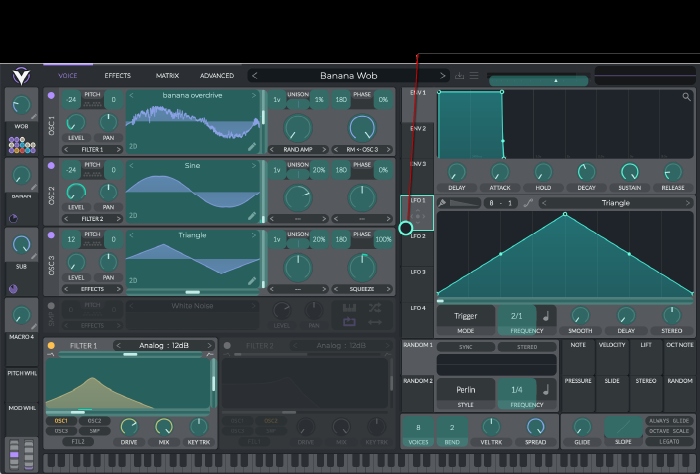 VOICE EFFECTS MATRIX ADVANCED Banana Wob
WOB
BANAN
SUB
MACRO 4
PITCH WHL
MOD WHL
OSC 1
-24 PITCH 0
LEVEL PAN
FILTER 1
banana overdrive
2D
UNISON PHASE
1v 1% 180 0%
RAND AMP RM <- OSC 3
OSC 2
-24 PITCH 0
LEVEL PAN
FILTER 2
Sine
2D
UNISON PHASE
1v 20% 180 0%
-- --
OSC 3
12 PITCH 0
LEVEL PAN
EFFECTS
Triangle
2D
UNISON PHASE
1v 20% 180 100%
-- SQUEEZE
SMP
PITCH
EFFECTS
White Noise
LEVEL PAN
FILTER 1 Analog : 12dB
OSC1 OSC2
OSC3 SMP
FIL2
DRIVE MIX KEY TRK
FILTER 2 Analog : 12dB
OSC1 OSC2
OSC3 SMP
DRIVE MIX KEY TRK
ENV 1
ENV 2
ENV 3
DELAY ATTACK HOLD DECAY SUSTAIN RELEASE
LFO 1
LFO 2
LFO 3
LFO 4
0 - 1 Triangle
Trigger 2/1
MODE FREQUENCY
SMOOTH DELAY STEREO
RANDOM 1
RANDOM 2
SYNC STEREO
Perlin 1/4
STYLE FREQUENCY
NOTE VELOCITY LIFT OCT NOTE
PRESSURE SLIDE STEREO RANDOM
8 2
VOICES BEND VEL TRK SPREAD
GLIDE SLOPE
ALWAYS GLIDE
OCTAVE SCALE
LEGATO